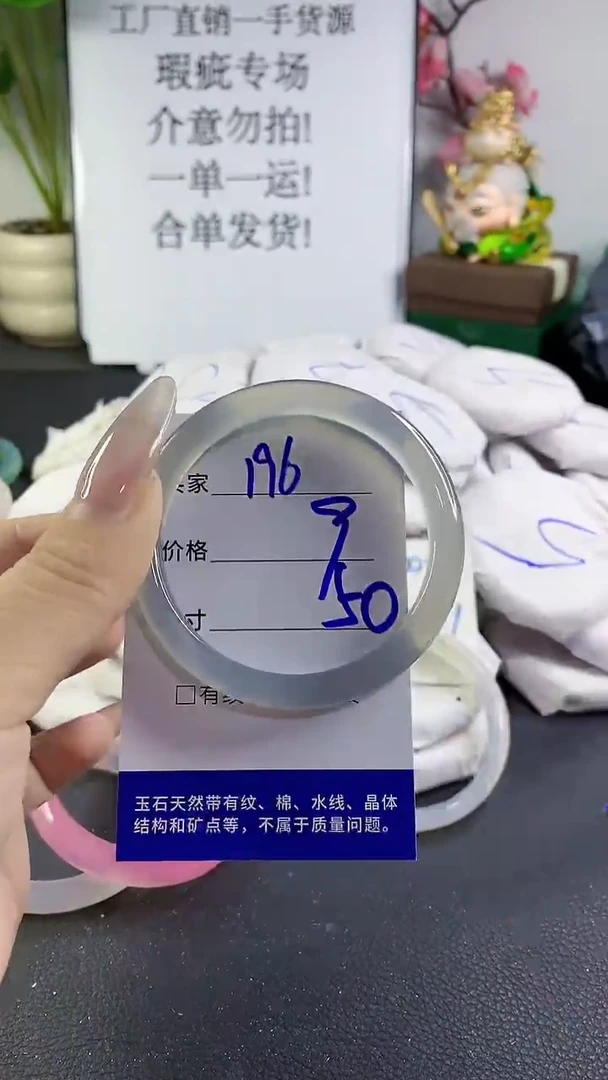 工厂直销一手货源
瑕疵专场
介意勿拍!
一单一运!
合单发货!
家 196
价格
寸 50
□有
玉石天然带有纹、棉、水线、晶体
结构和矿点等，不属于质量问题。